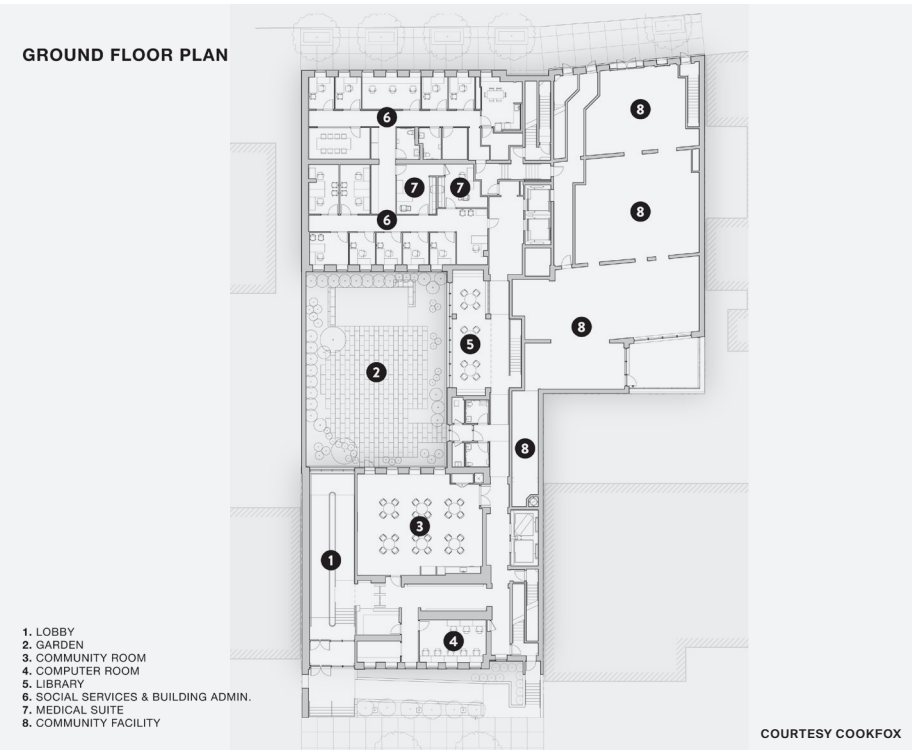 GROUND FLOOR PLAN
6
8
7
7
8
6
8
5
2
8
3
1
4
1. LOBBY
2. GARDEN
3. COMMUNITY ROOM
4. COMPUTER ROOM
5. LIBRARY
6. SOCIAL SERVICES & BUILDING ADMIN.
7. MEDICAL SUITE
8. COMMUNITY FACILITY
COURTESY COOKFOX